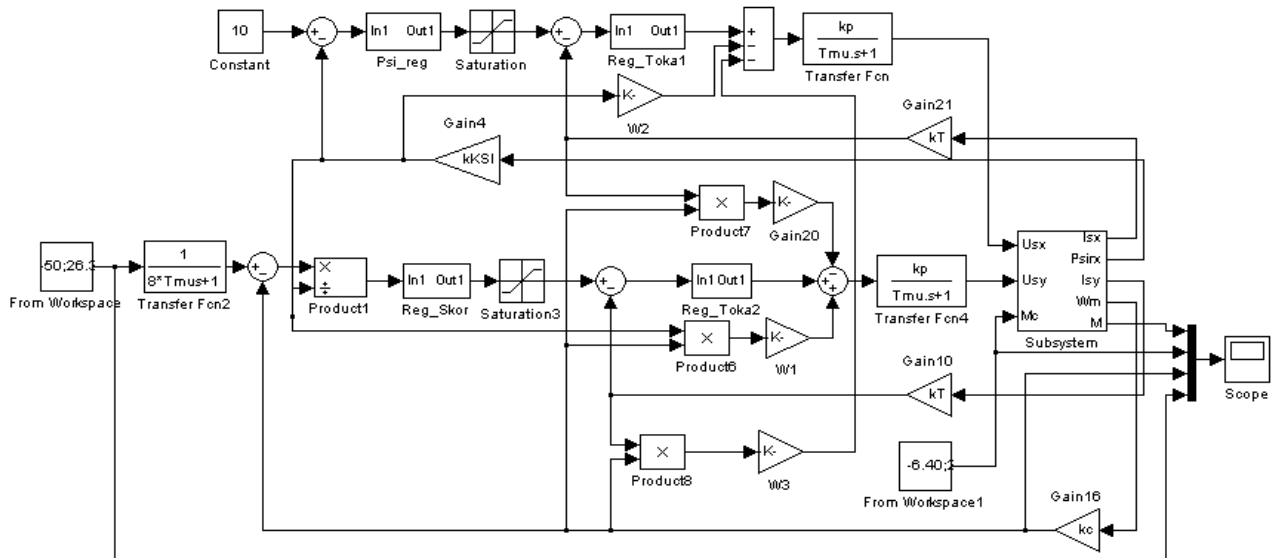 10
Constant
+
-
In1 Out1
Psi_reg
Saturation
+
-
In1 Out1
Reg_Toka1
+
-
-
kp
Tmu.s+1
Transfer Fcn
K-
W2
Gain21
kT
Gain4
kKSI
×
Product7
K-
Gain20
-50;26.
From Workspace
1
8*Tmus+1
Transfer Fcn2
+
-
×
÷
Product1
In1 Out1
Reg_Skor
Saturation3
+
-
In1 Out1
Reg_Toka2
-
+
+
kp
Tmu.s+1
Transfer Fcn4
Usx
Usy
Mc
Isx
Psirx
Isy
Wm
M
Subsystem
Scope
×
Product6
K-
W1
Gain10
kT
×
Product8
K-
W3
-6.40;2
From Workspace1
Gain16
kc